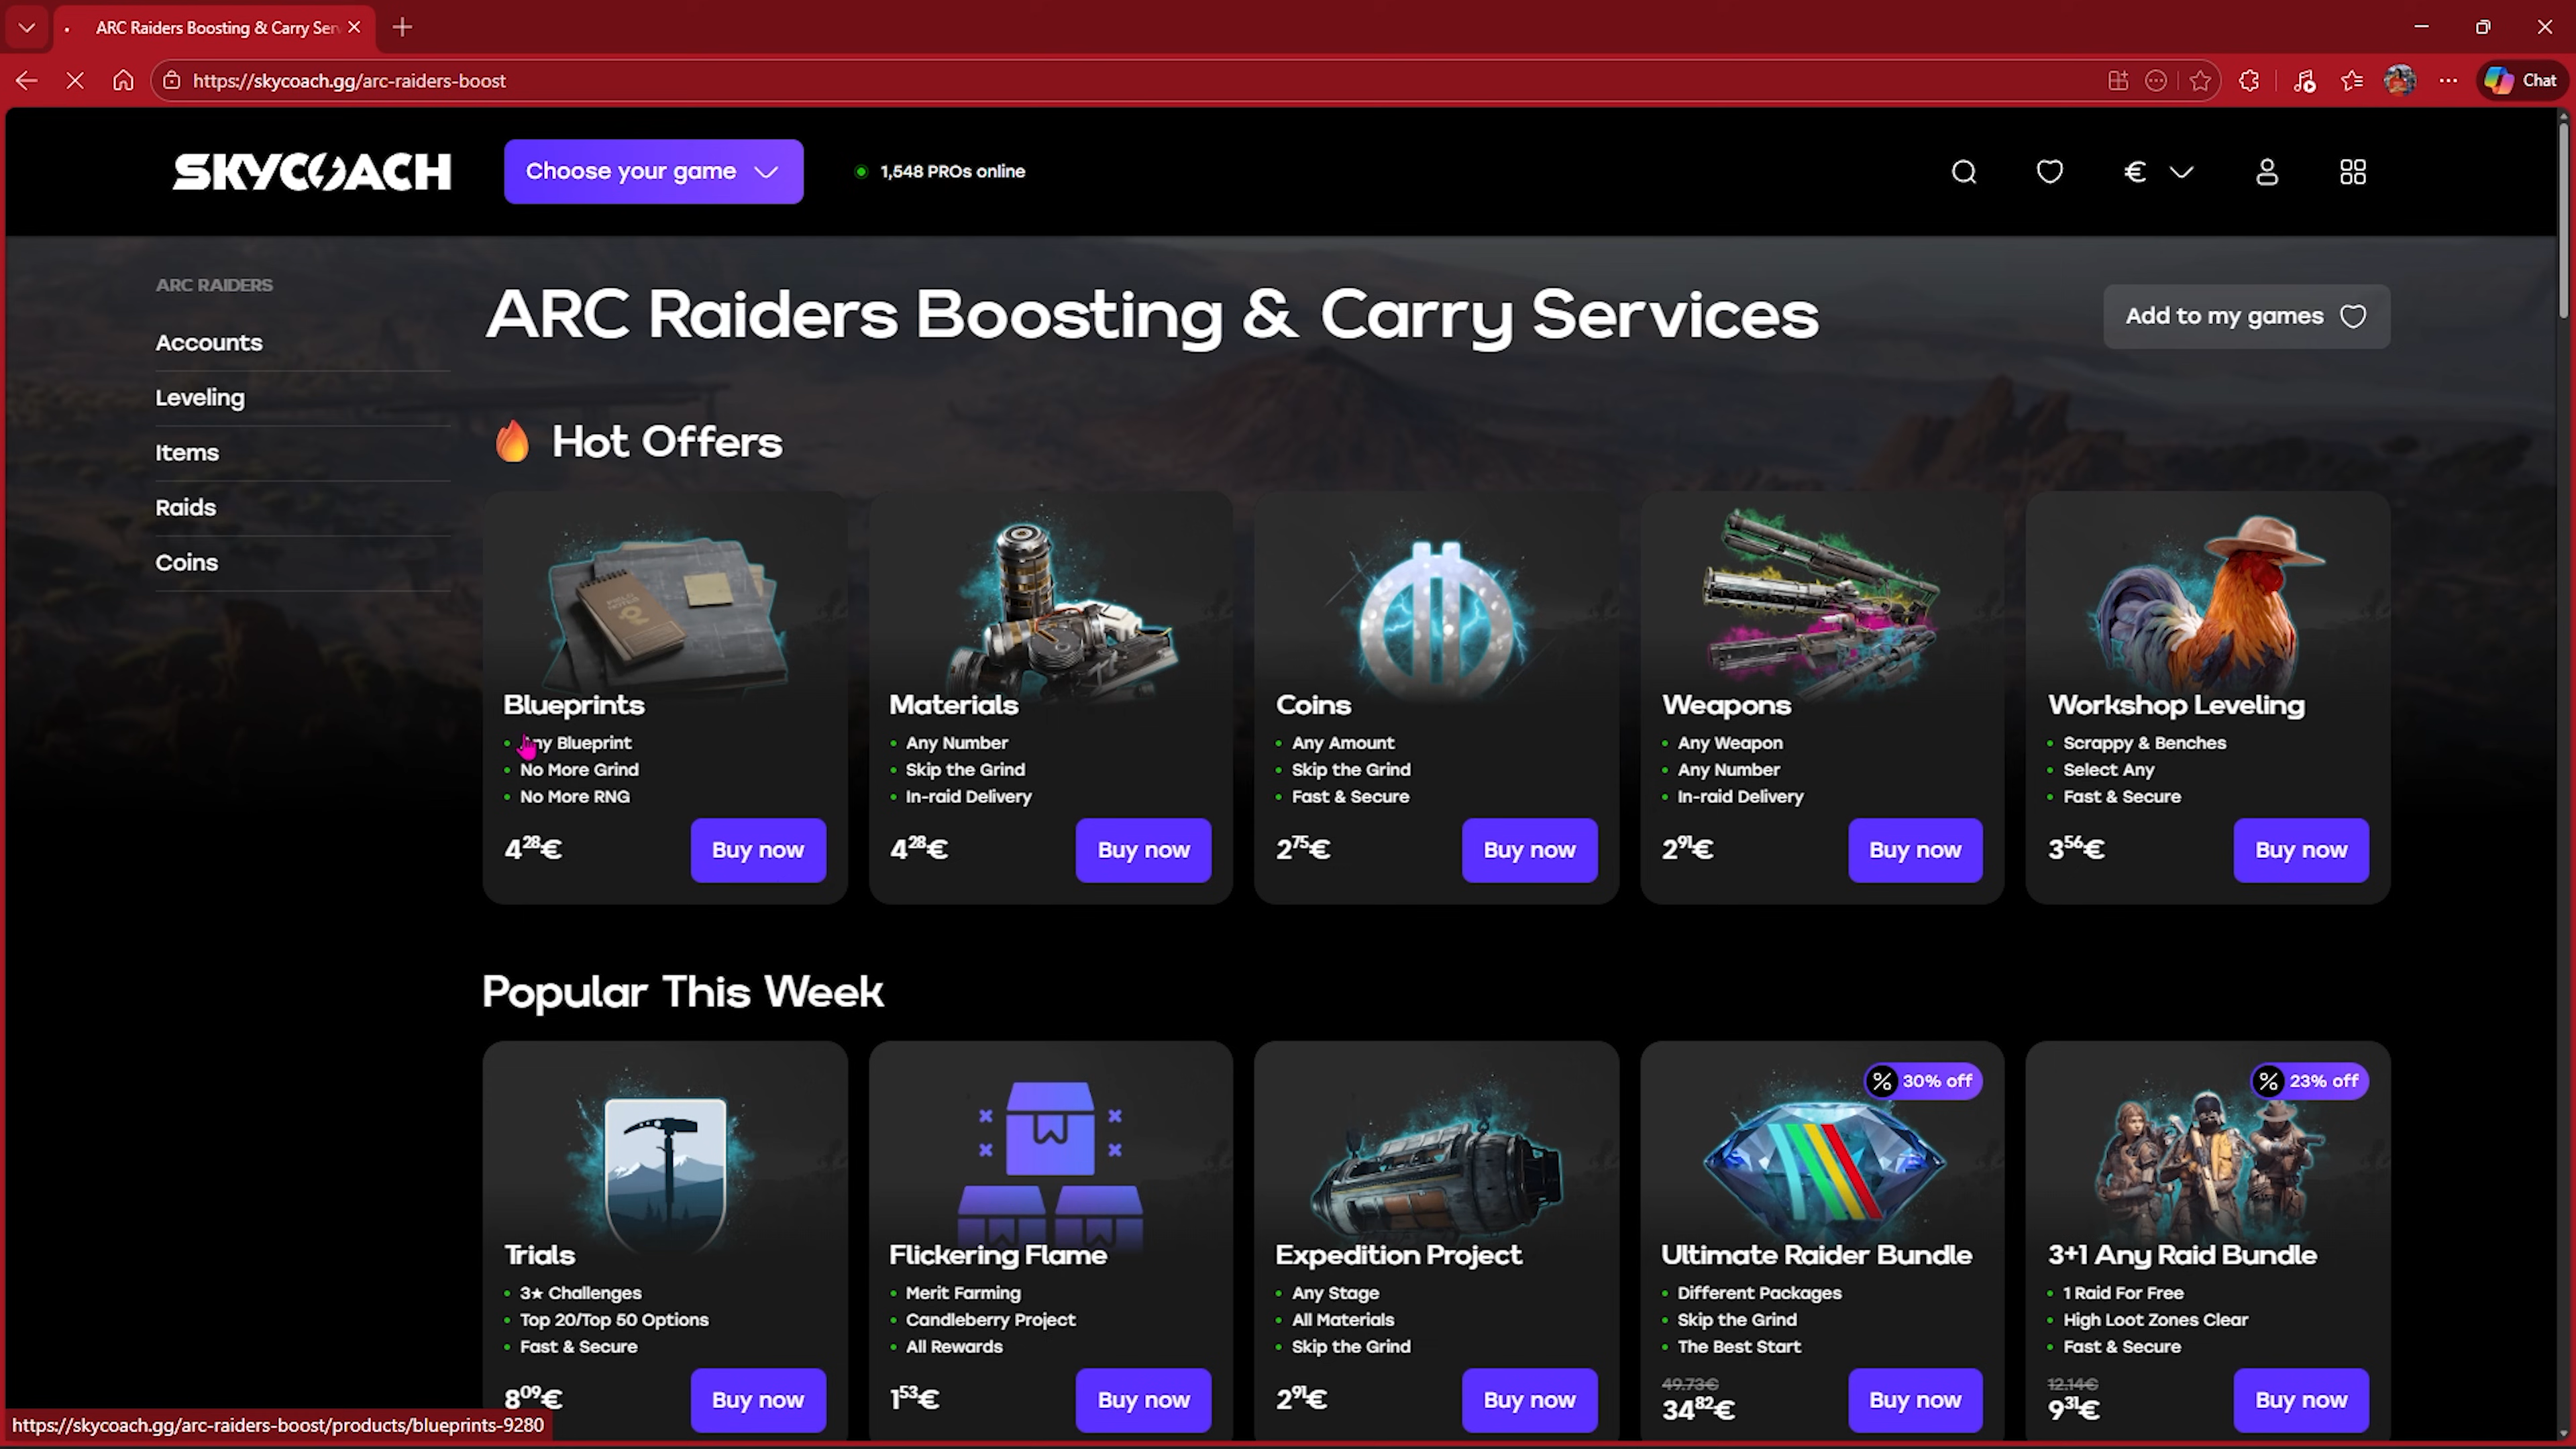 ARC Raiders Boosting & Carry Ser
https://skycoach.gg/arc-raiders-boost
Chat
SKYCOACH
Choose your game
1,548 PROs online
€
ARC RAIDERS
Accounts
Leveling
Items
Raids
Coins
ARC Raiders Boosting & Carry Services
Add to my games
Hot Offers
Blueprints
• Any Blueprint
• No More Grind
• No More RNG
4²⁸€
Buy now
Materials
• Any Number
• Skip the Grind
• In-raid Delivery
4²⁸€
Buy now
Coins
• Any Amount
• Skip the Grind
• Fast & Secure
2⁷⁵€
Buy now
Weapons
• Any Weapon
• Any Number
• In-raid Delivery
2⁹¹€
Buy now
Workshop Leveling
• Scrappy & Benches
• Select Any
• Fast & Secure
3⁵⁶€
Buy now
Popular This Week
Trials
• 3★ Challenges
• Top 20/Top 50 Options
• Fast & Secure
8⁰⁹€
Buy now
Flickering Flame
• Merit Farming
• Candleberry Project
• All Rewards
1⁵³€
Buy now
Expedition Project
• Any Stage
• All Materials
• Skip the Grind
2⁹¹€
Buy now
% 30% off
Ultimate Raider Bundle
• Different Packages
• Skip the Grind
• The Best Start
49.73€
34⁸²€
Buy now
% 23% off
3+1 Any Raid Bundle
• 1 Raid For Free
• High Loot Zones Clear
• Fast & Secure
12.14€
9³¹€
Buy now
https://skycoach.gg/arc-raiders-boost/products/blueprints-9280